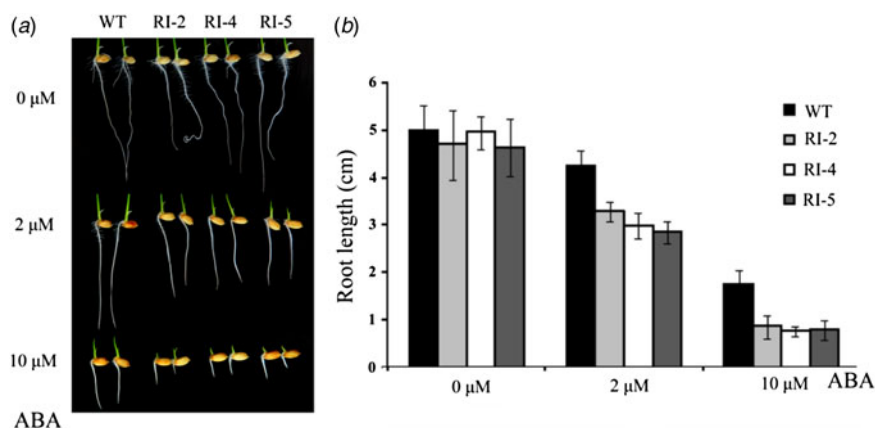 (a)
WT RI-2 RI-4 RI-5
0 μM
2 μM
10 μM
ABA
(b)
Root length (cm)
6
5
4
3
2
1
0
WT
RI-2
RI-4
RI-5
0 μM 2 μM 10 μM ABA